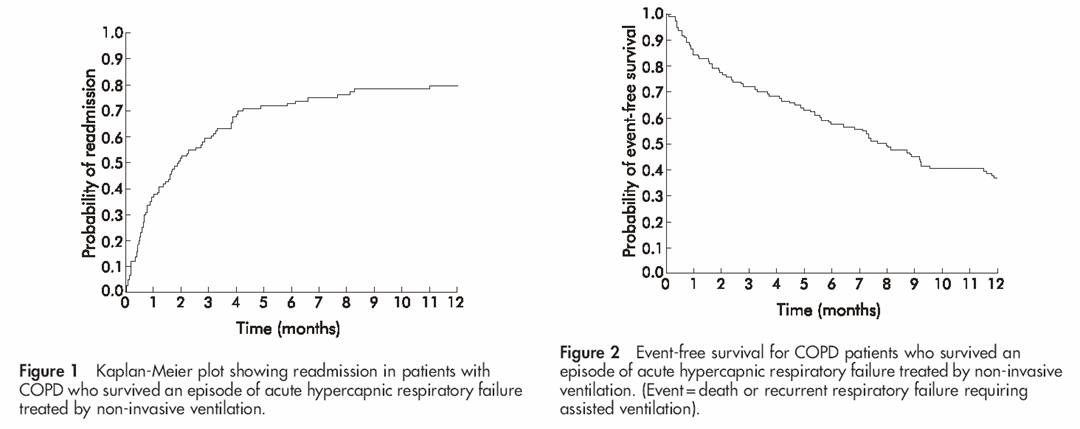 1.0
0.9
0.8
0.7
0.6
0.5
0.4
0.3
0.2
0.1
0.0
Probability of readmission
0 1 2 3 4 5 6 7 8 9 10 11 12
Time (months)
Figure 1 Kaplan-Meier plot showing readmission in patients with
COPD who survived an episode of acute hypercapnic respiratory failure
treated by non-invasive ventilation.
1.0
0.9
0.8
0.7
0.6
0.5
0.4
0.3
0.2
0.1
0.0
Probability of event-free survival
0 1 2 3 4 5 6 7 8 9 10 11 12
Time (months)
Figure 2 Event-free survival for COPD patients who survived an
episode of acute hypercapnic respiratory failure treated by non-invasive
ventilation. (Event=death or recurrent respiratory failure requiring
assisted ventilation).